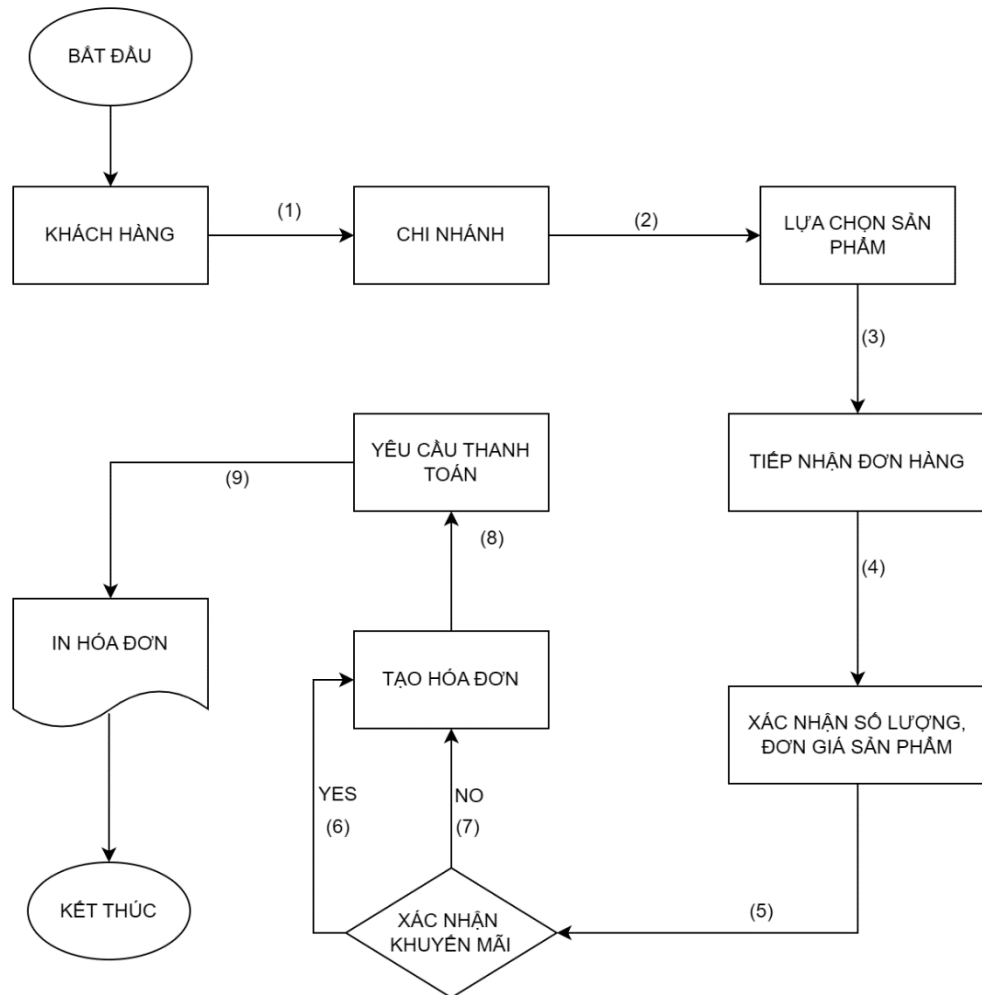 BẮT ĐẦU
KHÁCH HÀNG
(1)
CHI NHÁNH
(2)
LỰA CHỌN SẢN
PHẨM
(3)
TIẾP NHẬN ĐƠN HÀNG
(4)
XÁC NHẬN SỐ LƯỢNG,
ĐƠN GIÁ SẢN PHẨM
(5)
XÁC NHẬN
KHUYẾN MÃI
YES
(6)
NO
(7)
TẠO HÓA ĐƠN
(8)
YÊU CẦU THANH
TOÁN
(9)
IN HÓA ĐƠN
KẾT THÚC